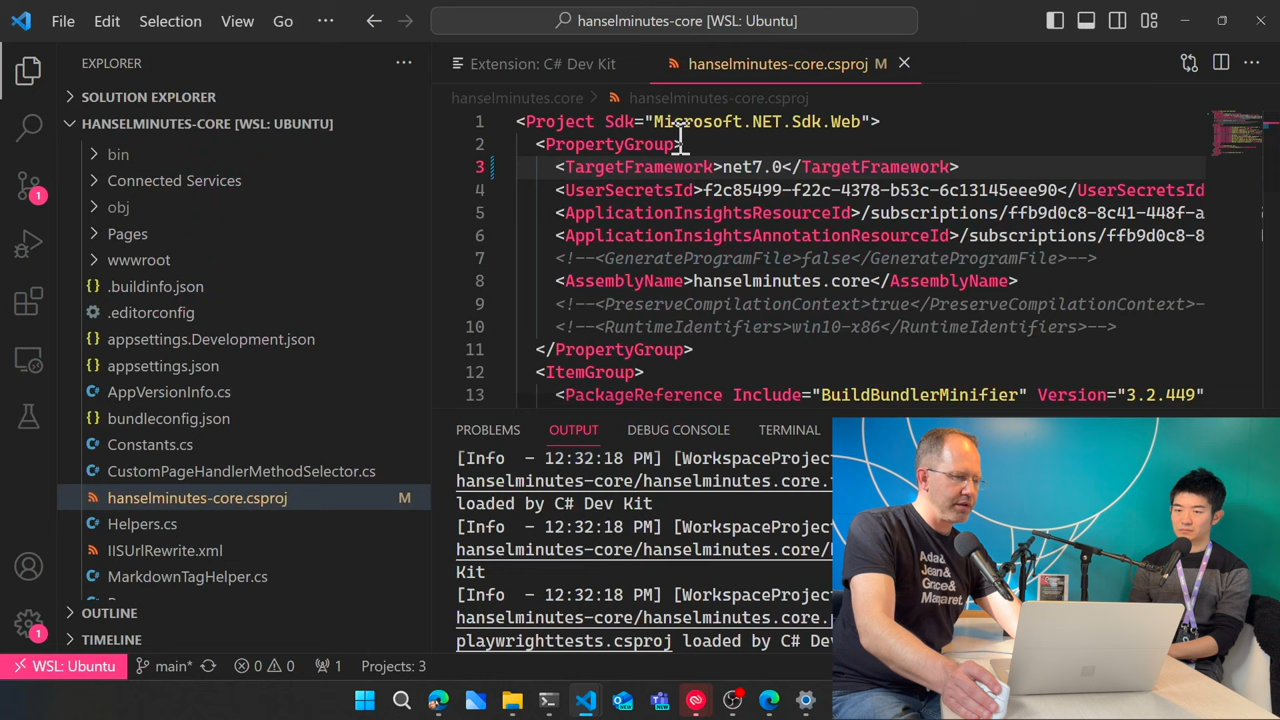 File
Edit
Selection
View
Go
hanselminutes-core [WSL: Ubuntu]
EXPLORER
SOLUTION EXPLORER
HANSELMINUTES-CORE [WSL: UBUNTU]
bin
Connected Services
obj
Pages
wwwroot
.buildinfo.json
.editorconfig
appsettings.Development.json
appsettings.json
AppVersionInfo.cs
bundleconfig.json
Constants.cs
CustomPageHandlerMethodSelector.cs
hanselminutes-core.csproj M
Helpers.cs
IISUrlRewrite.xml
MarkdownTagHelper.cs
OUTLINE
TIMELINE
1
1
Extension: C# Dev Kit
hanselminutes-core.csproj M
hanselminutes.core > hanselminutes-core.csproj
1 <Project Sdk="Microsoft.NET.Sdk.Web">
2 <PropertyGroup>
3 <TargetFramework>net7.0</TargetFramework>
4 <UserSecretsId>f2c85499-f22c-4378-b53c-6c13145eee90</UserSecretsId
5 <ApplicationInsightsResourceId>/subscriptions/ffb9d0c8-8c41-448f-a
6 <ApplicationInsightsAnnotationResourceId>/subscriptions/ffb9d0c8-8
7 <!--<GenerateProgramFile>false</GenerateProgramFile>-->
8 <AssemblyName>hanselminutes.core</AssemblyName>
9 <!--<PreserveCompilationContext>true</PreserveCompilationContext>-
10 <!--<RuntimeIdentifiers>win10-x86</RuntimeIdentifiers>-->
11 </PropertyGroup>
12 <ItemGroup>
13 <PackageReference Include="BuildBundlerMinifier" Version="3.2.449"
PROBLEMS
OUTPUT
DEBUG CONSOLE
TERMINAL
[Info - 12:32:18 PM] [WorkspaceProjec
hanselminutes-core/hanselminutes.core.
loaded by C# Dev Kit
[Info - 12:32:18 PM] [WorkspaceProjec
hanselminutes-core/hanselminutes.core/
Kit
[Info - 12:32:18 PM] [WorkspaceProjec
hanselminutes-core/hanselminutes.core.
playwrighttests.csproj loaded by C# Dev
Ada&
Jean&
Grace&
Margaret.
WSL: Ubuntu
main*
0
0
1
Projects: 3